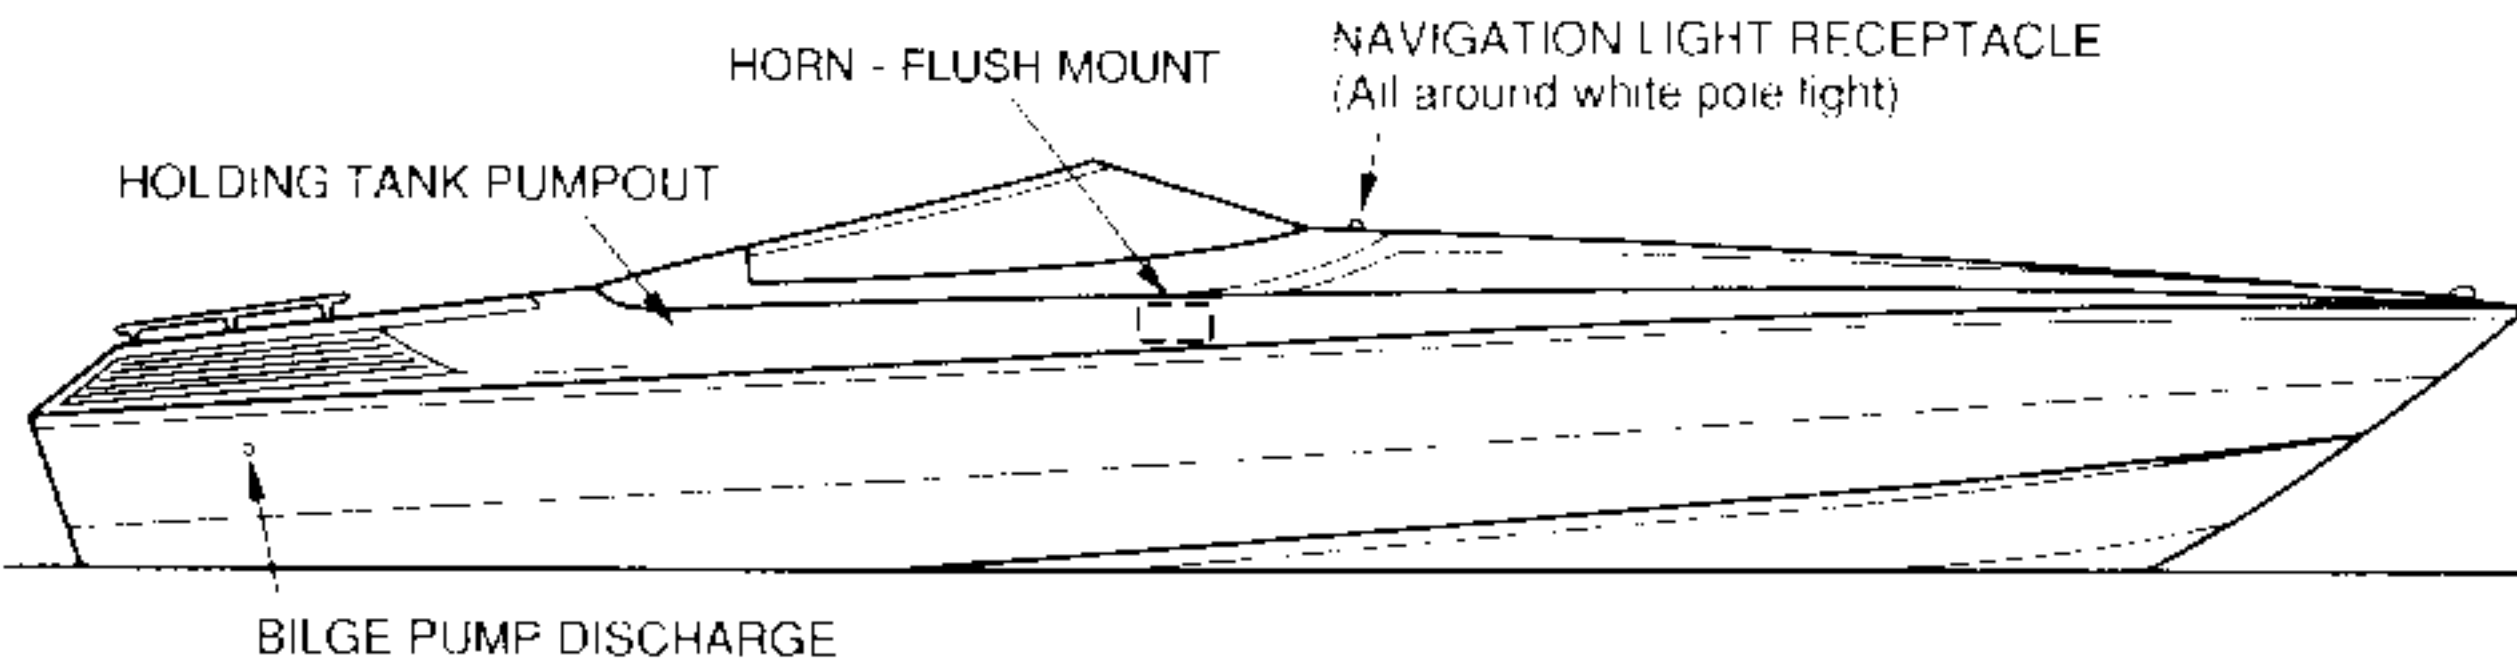 NAVIGATION LIGHT RECEPTACLE
(All around white pole light)
HORN - FLUSH MOUNT
HOLDING TANK PUMPOUT
BILGE PUMP DISCHARGE